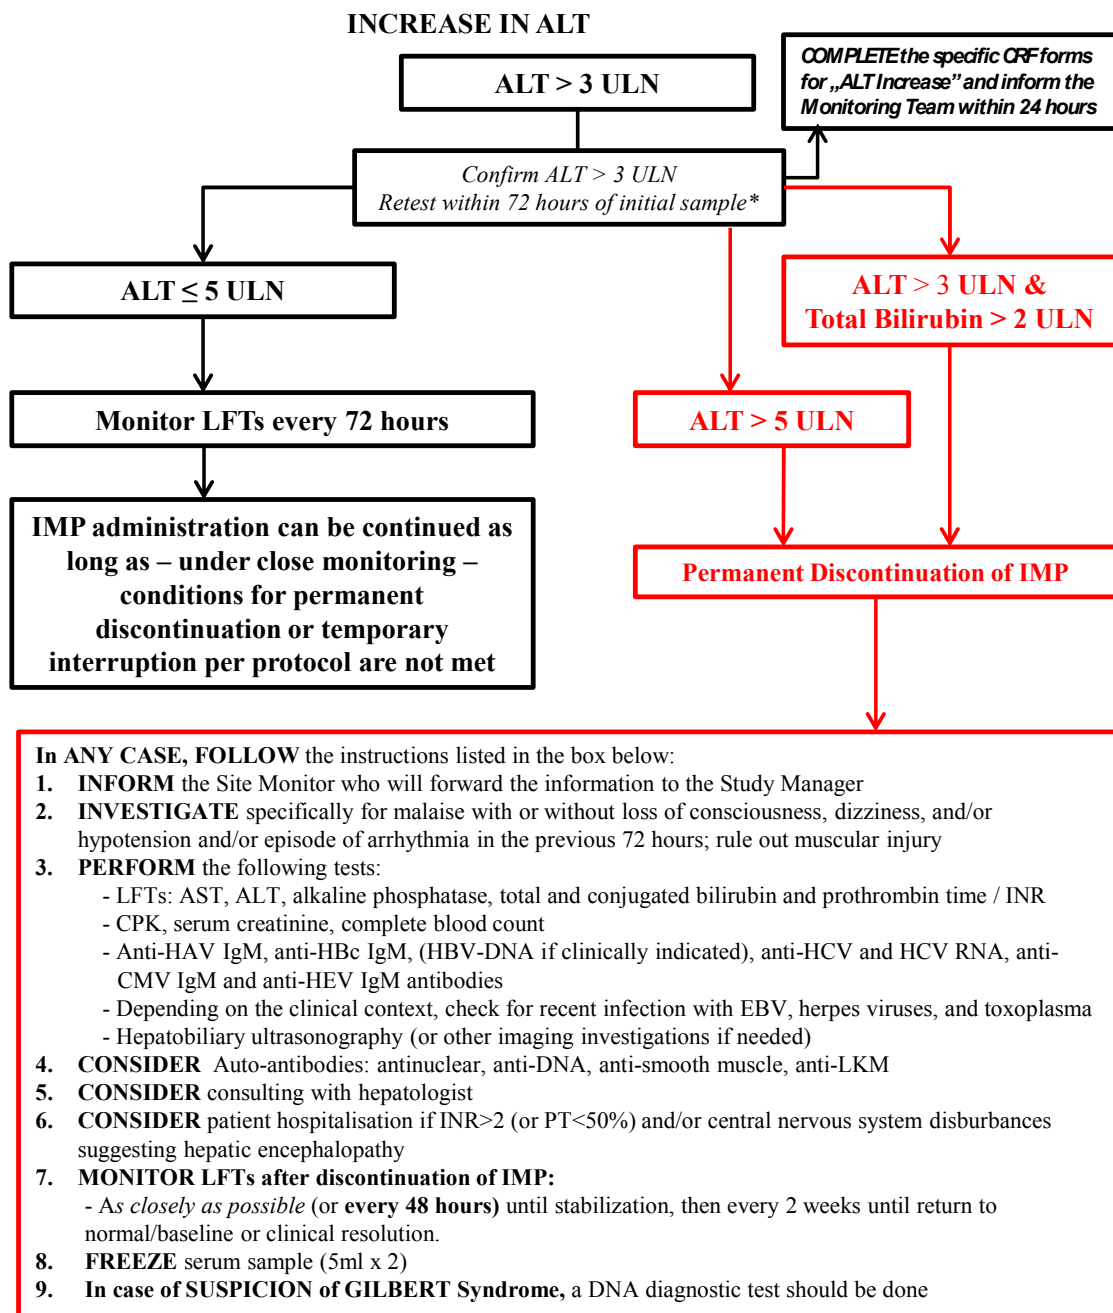 INCREASE IN ALT
ALT > 3 ULN
COMPLETE the specific CRF forms
for „ALT Increase” and inform the
Monitoring Team within 24 hours
Confirm ALT > 3 ULN
Retest within 72 hours of initial sample*
ALT ≤ 5 ULN
ALT > 3 ULN &
Total Bilirubin > 2 ULN
Monitor LFTs every 72 hours
ALT > 5 ULN
IMP administration can be continued as
long as – under close monitoring –
conditions for permanent
discontinuation or temporary
interruption per protocol are not met
Permanent Discontinuation of IMP
In ANY CASE, FOLLOW the instructions listed in the box below:
1. INFORM the Site Monitor who will forward the information to the Study Manager
2. INVESTIGATE specifically for malaise with or without loss of consciousness, dizziness, and/or
hypotension and/or episode of arrhythmia in the previous 72 hours; rule out muscular injury
3. PERFORM the following tests:
- LFTs: AST, ALT, alkaline phosphatase, total and conjugated bilirubin and prothrombin time / INR
- CPK, serum creatinine, complete blood count
- Anti-HAV IgM, anti-HBc IgM, (HBV-DNA if clinically indicated), anti-HCV and HCV RNA, anti-
CMV IgM and anti-HEV IgM antibodies
- Depending on the clinical context, check for recent infection with EBV, herpes viruses, and toxoplasma
- Hepatobiliary ultrasonography (or other imaging investigations if needed)
4. CONSIDER Auto-antibodies: antinuclear, anti-DNA, anti-smooth muscle, anti-LKM
5. CONSIDER consulting with hepatologist
6. CONSIDER patient hospitalisation if INR>2 (or PT<50%) and/or central nervous system disburbances
suggesting hepatic encephalopathy
7. MONITOR LFTs after discontinuation of IMP:
- As closely as possible (or every 48 hours) until stabilization, then every 2 weeks until return to
normal/baseline or clinical resolution.
8. FREEZE serum sample (5ml x 2)
9. In case of SUSPICION of GILBERT Syndrome, a DNA diagnostic test should be done